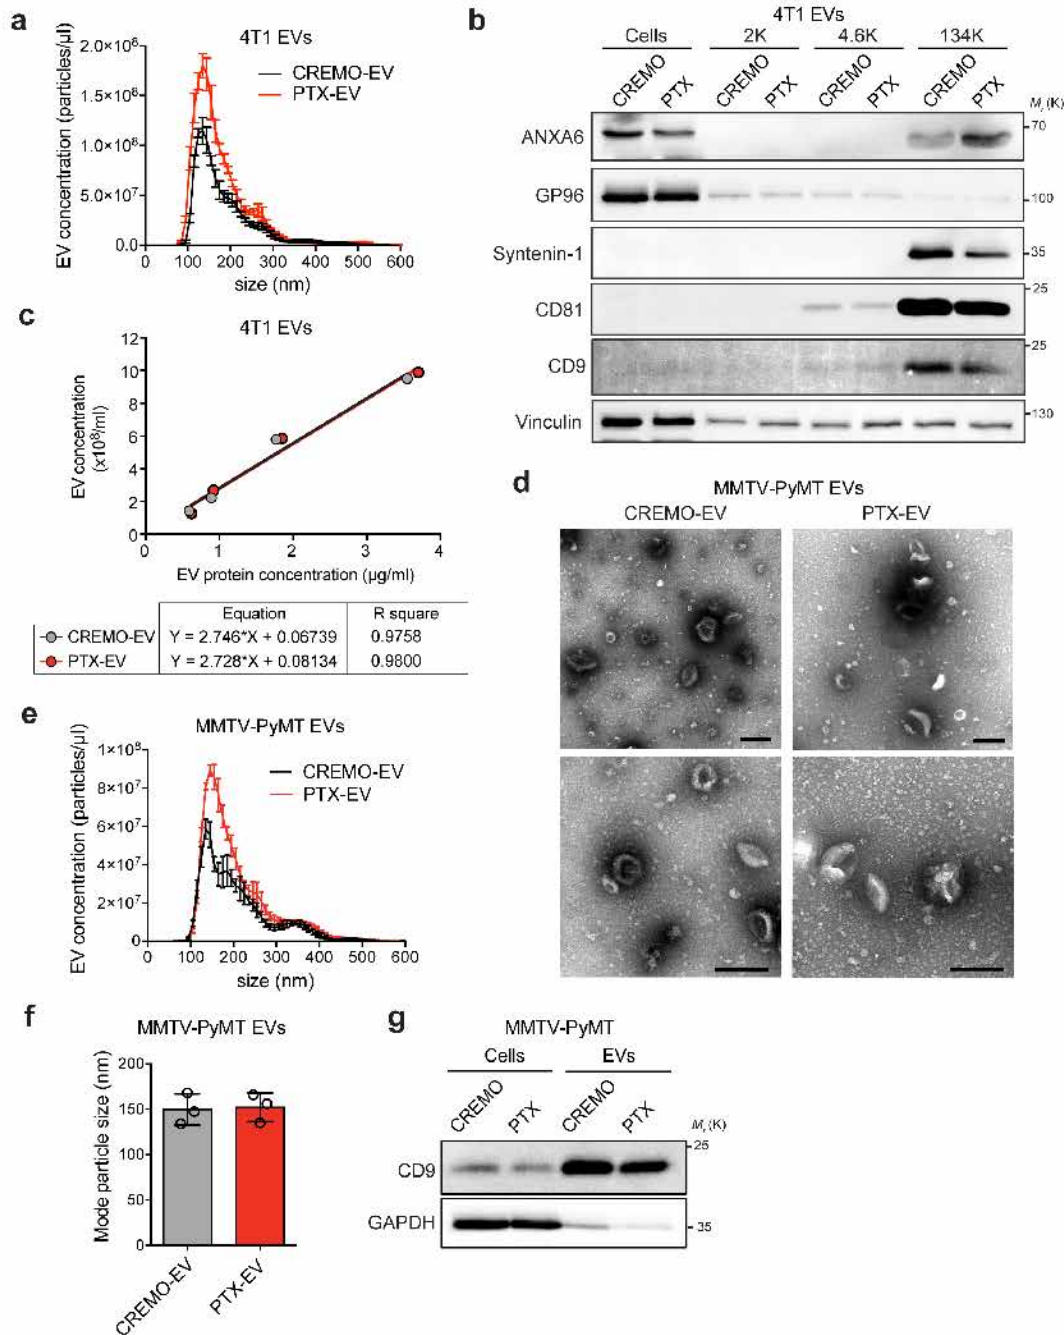 a
4T1 EVs
EV concentration (particles/µl)
2.0×10⁸
1.5×10⁸
1.0×10⁸
5.0×10⁷
0.0
CREMO-EV
PTX-EV
0 100 200 300 400 500 600
size (nm)
b
4T1 EVs
Cells 2K 4.6K 134K
CREMO PTX CREMO PTX CREMO PTX CREMO PTX
Mr (K)
ANXA6 70
GP96 100
Syntenin-1 35
CD81 25
CD9 25
Vinculin 130
c
4T1 EVs
EV concentration
(x10⁸/ml)
12
10
8
6
4
2
0
0 1 2 3 4
EV protein concentration (µg/ml)
Equation R square
CREMO-EV Y = 2.746*X + 0.06739 0.9758
PTX-EV Y = 2.728*X + 0.08134 0.9800
d
MMTV-PyMT EVs
CREMO-EV PTX-EV
e
MMTV-PyMT EVs
EV concentration (particles/µl)
1×10⁸
8×10⁷
6×10⁷
4×10⁷
2×10⁷
0
CREMO-EV
PTX-EV
0 100 200 300 400 500 600
size (nm)
f
MMTV-PyMT EVs
Mode particle size (nm)
200
150
100
50
0
CREMO-EV
PTX-EV
g
MMTV-PyMT
Cells EVs
CREMO PTX CREMO PTX
Mr (K)
CD9 25
GAPDH 35